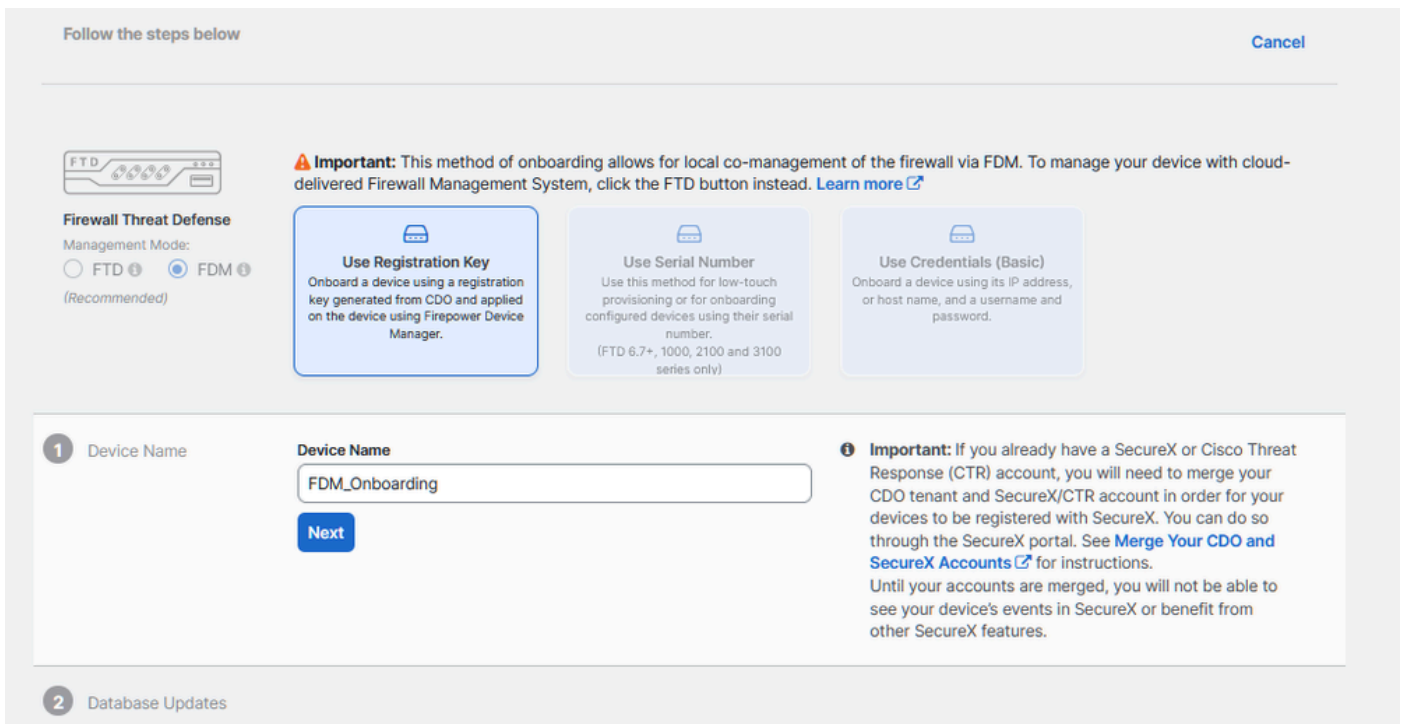 Follow the steps below
Cancel
FTD
Firewall Threat Defense
Management Mode:
FTD FDM
(Recommended)
Important: This method of onboarding allows for local co-management of the firewall via FDM. To manage your device with cloud-
delivered Firewall Management System, click the FTD button instead. Learn more
Use Registration Key
Onboard a device using a registration
key generated from CDO and applied
on the device using Firepower Device
Manager.
Use Serial Number
Use this method for low-touch
provisioning or for onboarding
configured devices using their serial
number.
(FTD 6.7+, 1000, 2100 and 3100
series only)
Use Credentials (Basic)
Onboard a device using its IP address,
or host name, and a username and
password.
1 Device Name
Device Name
FDM_Onboarding
Next
Important: If you already have a SecureX or Cisco Threat
Response (CTR) account, you will need to merge your
CDO tenant and SecureX/CTR account in order for your
devices to be registered with SecureX. You can do so
through the SecureX portal. See Merge Your CDO and
SecureX Accounts for instructions.
Until your accounts are merged, you will not be able to
see your device's events in SecureX or benefit from
other SecureX features.
2 Database Updates